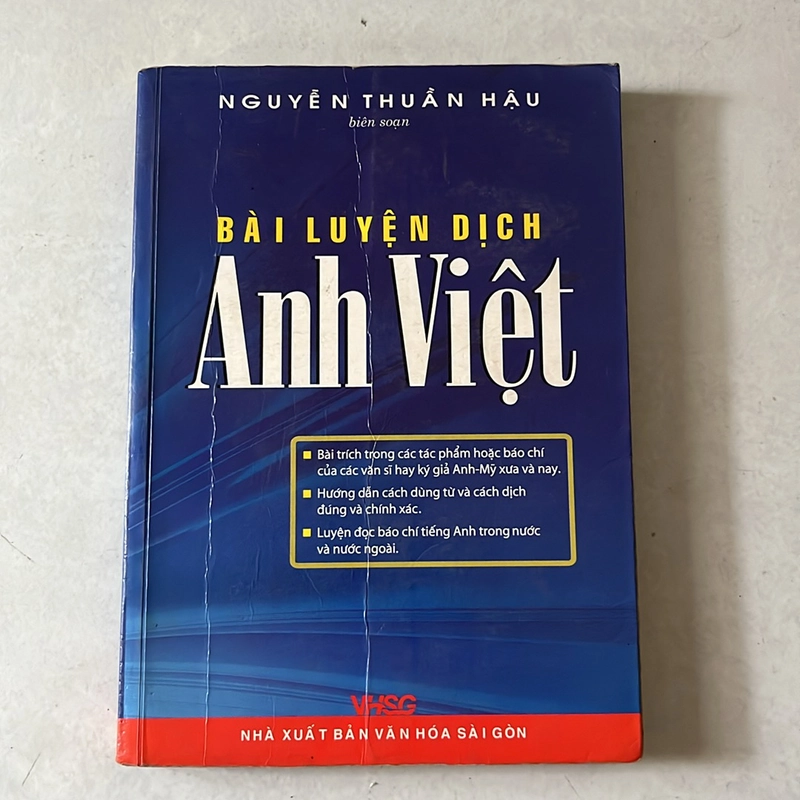 NGUYỄN THUẦN HẬU
biên soạn
BÀI LUYỆN DỊCH
Anh Việt
Bài trích trong các tác phẩm hoặc báo chí
của các văn sĩ hay ký giả Anh-Mỹ xưa và nay.
Hướng dẫn cách dùng từ và cách dịch
đúng và chính xác.
Luyện đọc báo chí tiếng Anh trong nước
và nước ngoài.
VHSG
NHÀ XUẤT BẢN VĂN HÓA SÀI GÒN